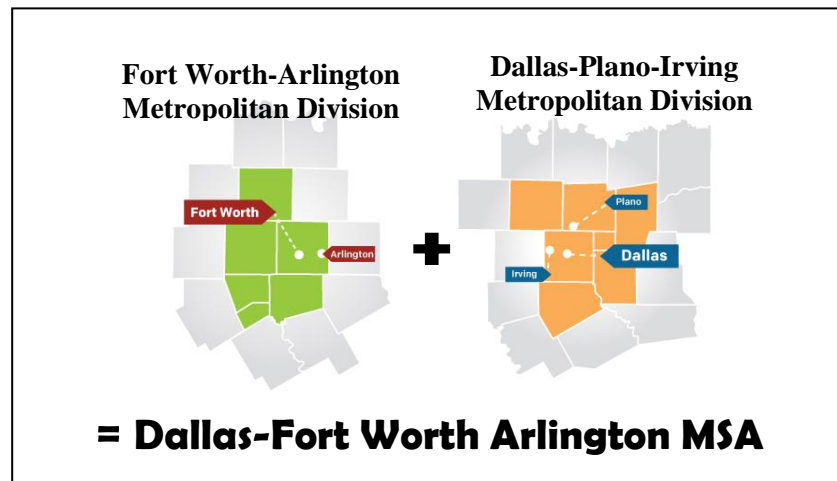 Fort Worth-Arlington
Metropolitan Division
Dallas-Plano-Irving
Metropolitan Division
Fort Worth
Arlington
+
Plano
Dallas
Irving
= Dallas-Fort Worth Arlington MSA